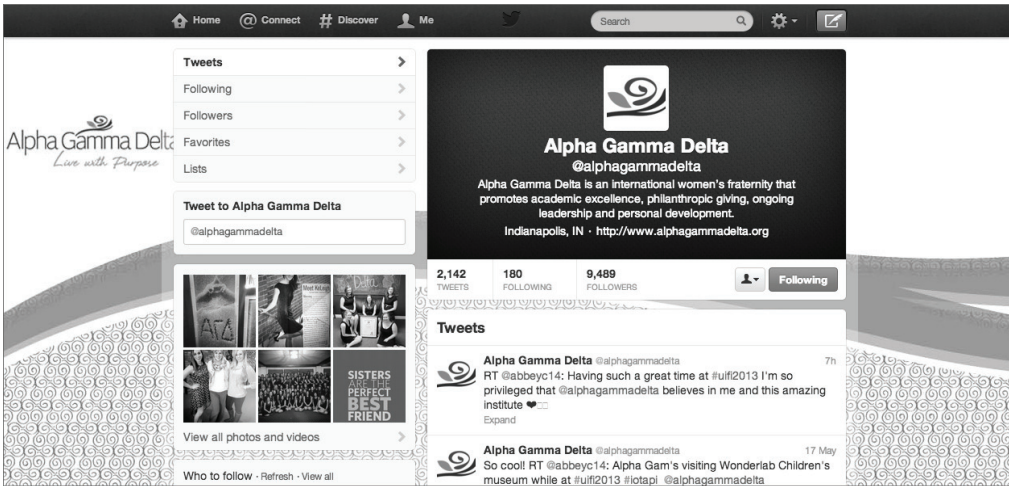 Home @ Connect # Discover Me
Search
Alpha Gamma Delta
Live with Purpose
Tweets
Following
Followers
Favorites
Lists
Tweet to Alpha Gamma Delta
@alphagammadelta
Delta
ΑΓΔ
SISTERS
ARE THE
PERFECT
BEST
FRIEND
View all photos and videos
Who to follow · Refresh · View all
Alpha Gamma Delta
@alphagammadelta
Alpha Gamma Delta is an international women's fraternity that
promotes academic excellence, philanthropic giving, ongoing
leadership and personal development.
Indianapolis, IN · http://www.alphagammadelta.org
2,142 180 9,489
TWEETS FOLLOWING FOLLOWERS
Following
Tweets
Alpha Gamma Delta @alphagammadelta 7h
RT @abbeyc14: Having such a great time at #uifi2013 I'm so
privileged that @alphagammadelta believes in me and this amazing
institute ❤□□
Expand
Alpha Gamma Delta @alphagammadelta 17 May
So cool! RT @abbeyc14: Alpha Gam's visiting Wonderlab Children's
museum while at #uifi2013 #iotapi @alphagammadelta